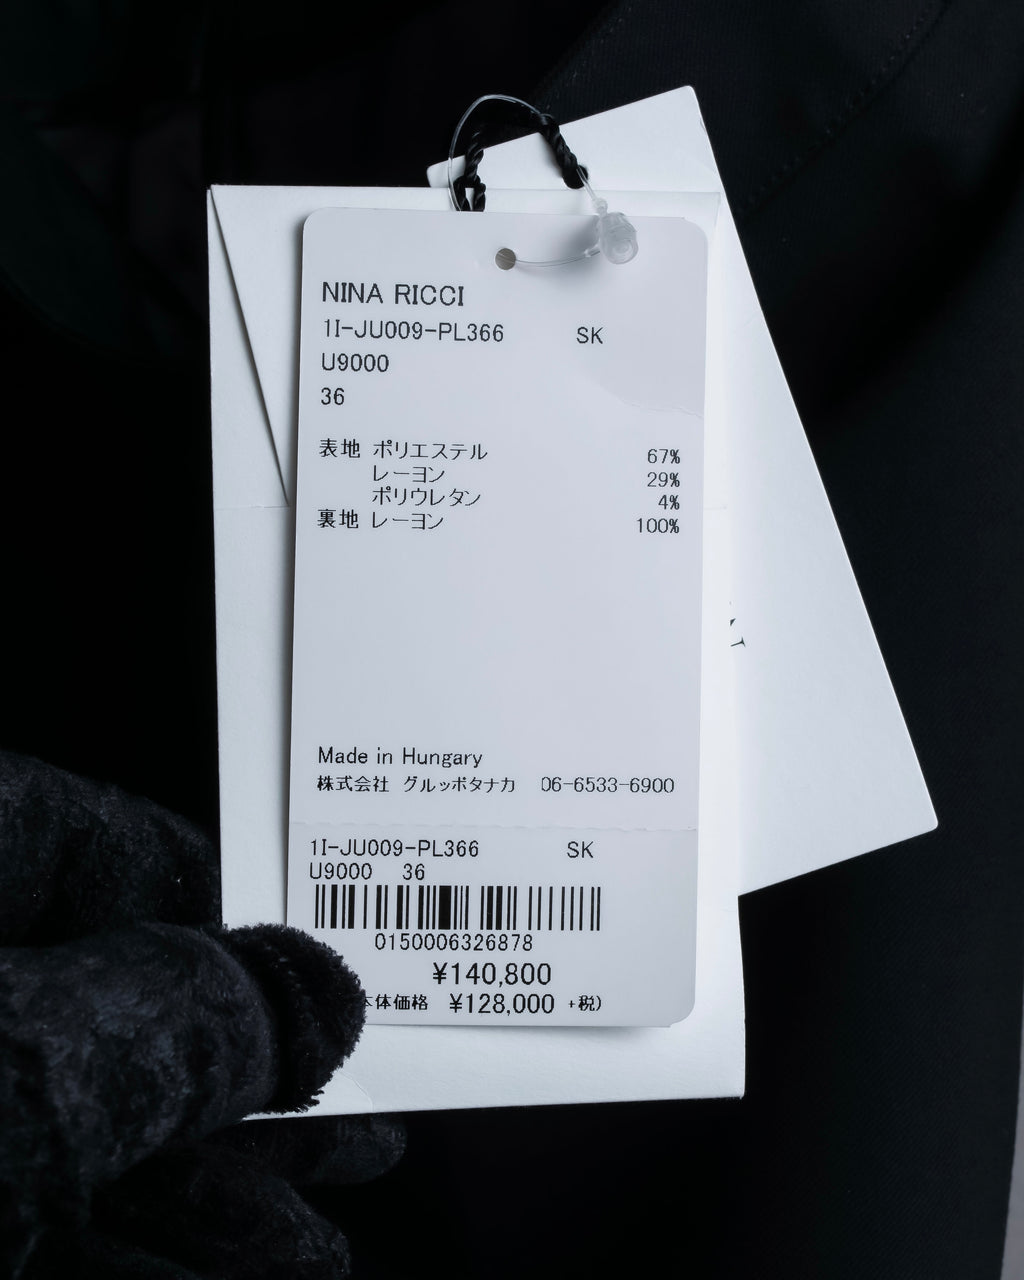 NINA RICCI
1I-JU009-PL366 SK
U9000
36
表地 ポリエステル 67%
レーヨン 29%
ポリウレタン 4%
裏地 レーヨン 100%
Made in Hungary
株式会社 グルッポタナカ 06-6533-6900
1I-JU009-PL366 SK
U9000 36
0150006326878
¥140,800
体価格 ¥128,000 +税)